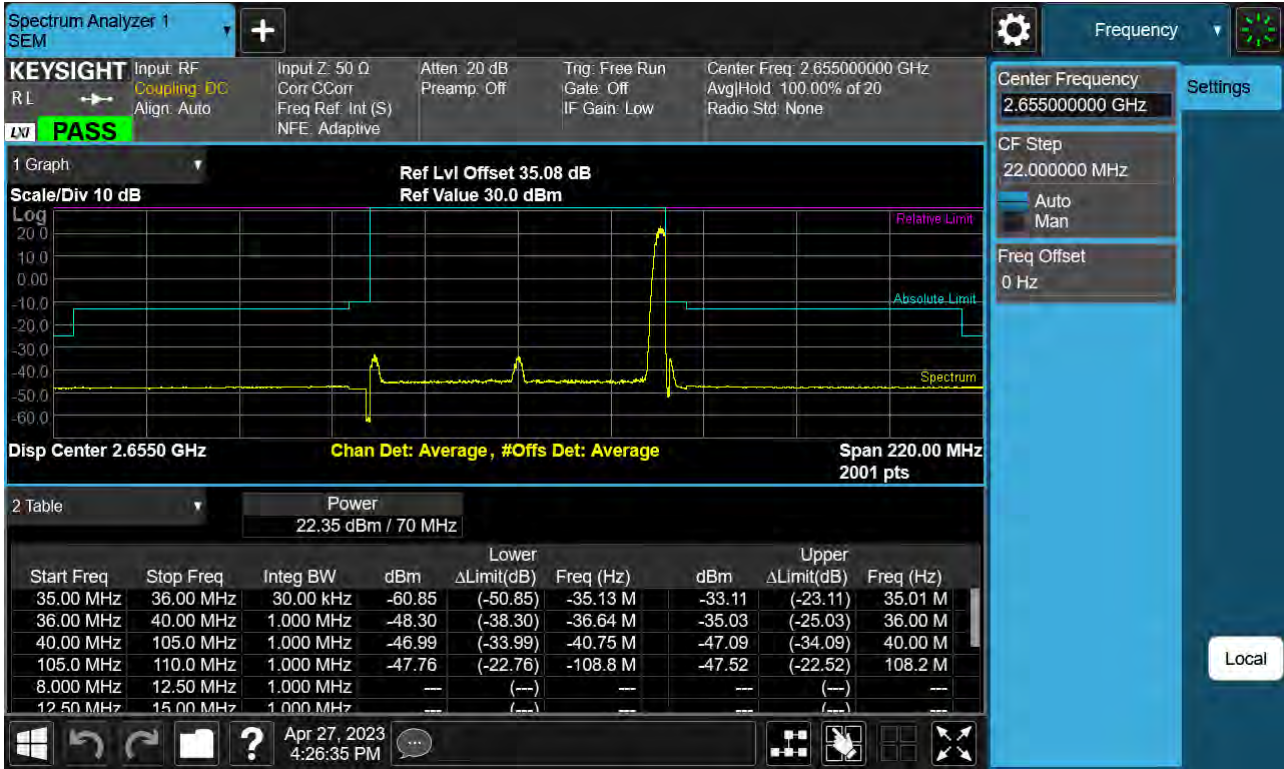 Spectrum Analyzer 1
SEM
Frequency
KEYSIGHT
R L
LXI
PASS
Input: RF
Coupling: DC
Align: Auto
Input Z: 50 Ω
Corr CCorr
Freq Ref: Int (S)
NFE: Adaptive
Atten: 20 dB
Preamp: Off
Trig: Free Run
Gate: Off
IF Gain: Low
Center Freq: 2.655000000 GHz
Avg|Hold: 100.00% of 20
Radio Std: None
Center Frequency
2.655000000 GHz
Settings
CF Step
22.000000 MHz
Auto
Man
Freq Offset
0 Hz
1 Graph
Ref Lvl Offset 35.08 dB
Scale/Div 10 dB
Ref Value 30.0 dBm
Log
Relative Limit
20.0
10.0
0.00
-10.0
Absolute Limit
-20.0
-30.0
-40.0
Spectrum
-50.0
-60.0
Disp Center 2.6550 GHz
Chan Det: Average, #Offs Det: Average
Span 220.00 MHz
2001 pts
2 Table
Power
22.35 dBm / 70 MHz
Lower Upper
Start Freq Stop Freq Integ BW dBm ΔLimit(dB) Freq (Hz) dBm ΔLimit(dB) Freq (Hz)
35.00 MHz 36.00 MHz 30.00 kHz -60.85 (-50.85) -35.13 M -33.11 (-23.11) 35.01 M
36.00 MHz 40.00 MHz 1.000 MHz -48.30 (-38.30) -36.64 M -35.03 (-25.03) 36.00 M
40.00 MHz 105.0 MHz 1.000 MHz -46.99 (-33.99) -40.75 M -47.09 (-34.09) 40.00 M
105.0 MHz 110.0 MHz 1.000 MHz -47.76 (-22.76) -108.8 M -47.52 (-22.52) 108.2 M
8.000 MHz 12.50 MHz 1.000 MHz --- (---) --- --- (---) ---
12.50 MHz 15.00 MHz 1.000 MHz --- (---) --- --- (---) ---
Local
Apr 27, 2023
4:26:35 PM